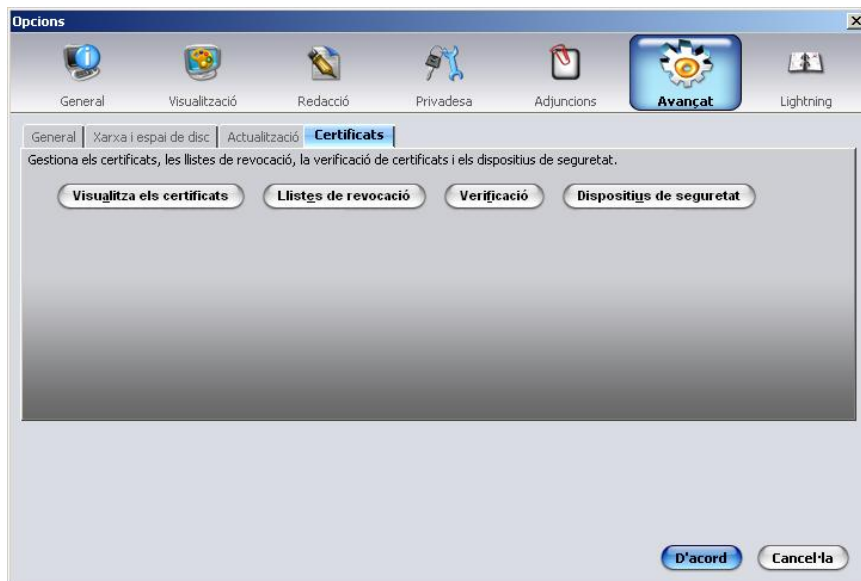 Opcions
General Visualització Redacció Privadesa Adjuncions Avançat Lightning
General Xarxa i espai de disc Actualització Certificats
Gestiona els certificats, les llistes de revocació, la verificació de certificats i els dispositius de seguretat.
Visualitza els certificats Llistes de revocació Verificació Dispositius de seguretat
D'acord Cancel·la